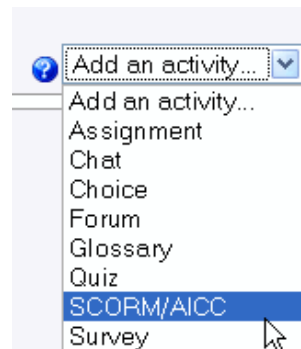 Add an activity...
Add an activity...
Assignment
Chat
Choice
Forum
Glossary
Quiz
SCORM/AICC
Survey